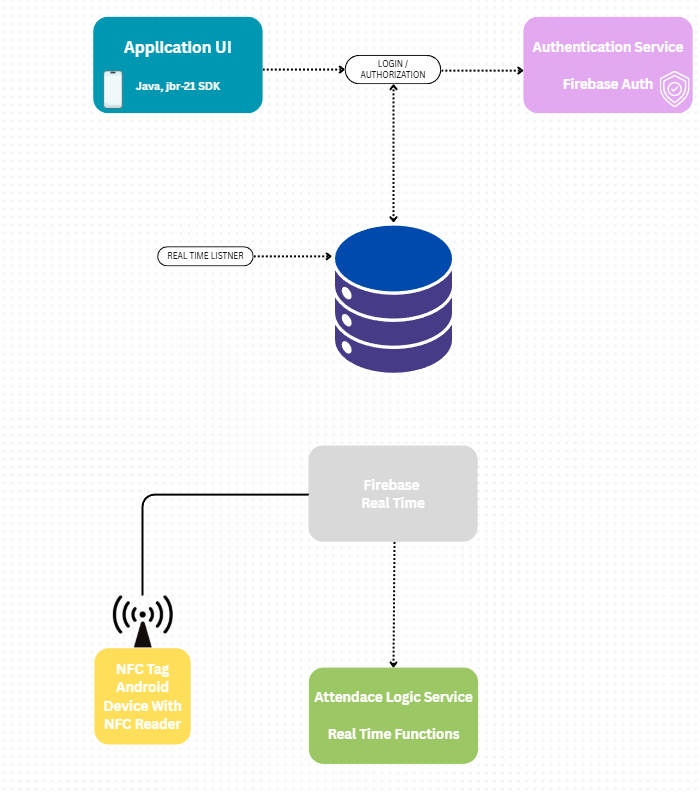 Application UI
Java, jbr-21 SDK
LOGIN /
AUTHORIZATION
Authentication Service
Firebase Auth
REAL TIME LISTNER
Firebase
Real Time
NFC Tag
Android
Device With
NFC Reader
Attendace Logic Service
Real Time Functions